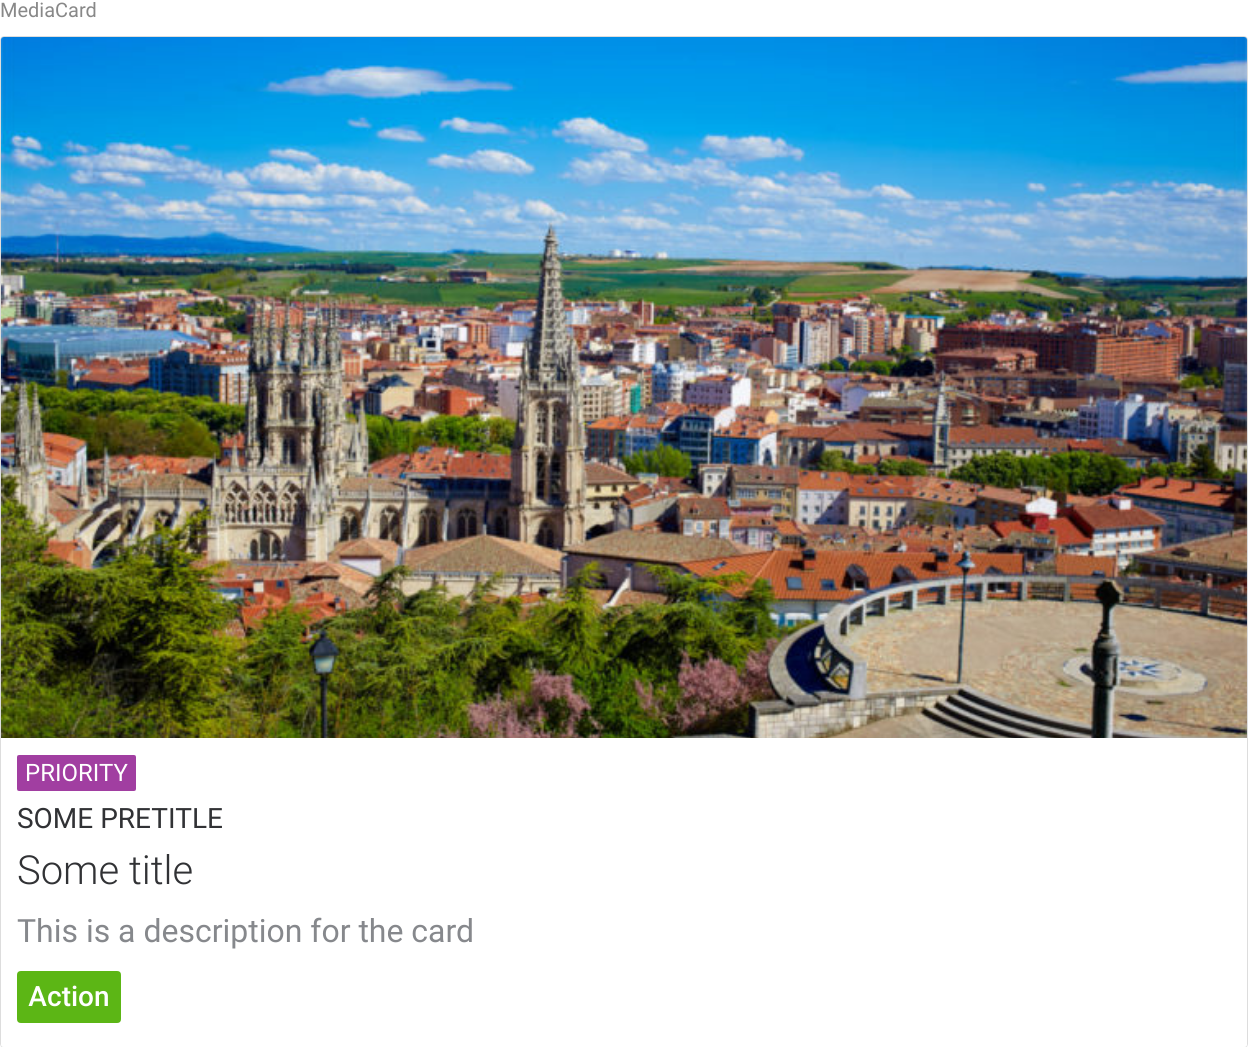 MediaCard
PRIORITY
SOME PRETITLE
Some title
This is a description for the card
Action